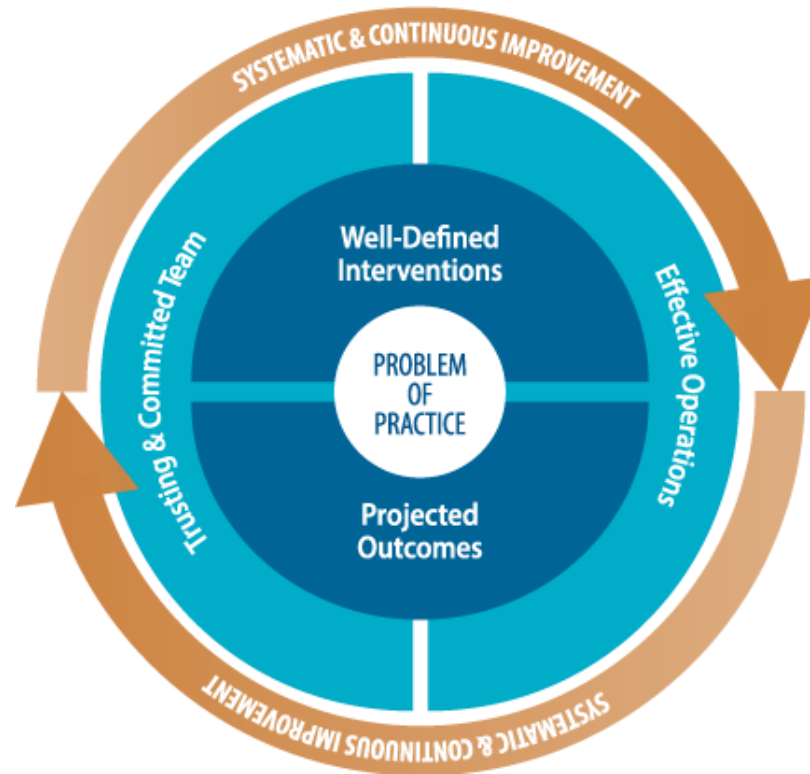 SYSTEMATIC & CONTINUOUS IMPROVEMENT
Well-Defined
Interventions
Trusting & Committed Team
PROBLEM
OF
PRACTICE
Effective Operations
Projected
Outcomes
SYSTEMATIC & CONTINUOUS IMPROVEMENT